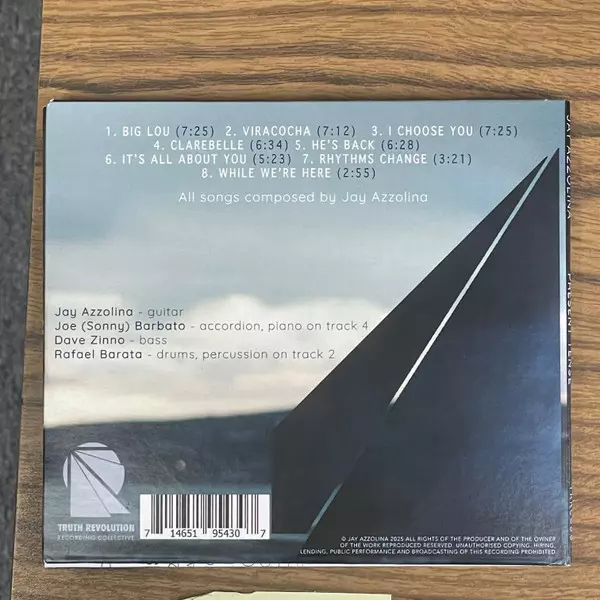 1. BIG LOU (7:25) 2. VIRACOCHA (7:12) 3. I CHOOSE YOU (7:25)
4. CLAREBELLE (6:34) 5. HE'S BACK (6:28)
6. IT'S ALL ABOUT YOU (5:23) 7. RHYTHMS CHANGE (3:21)
8. WHILE WE'RE HERE (2:55)
All songs composed by Jay Azzolina
Jay Azzolina - guitar
Joe (Sonny) Barbato - accordion, piano on track 4
Dave Zinno - bass
Rafael Barata - drums, percussion on track 2
TRUTH REVOLUTION
RECORDING COLLECTIVE
7 14651 95430 7
© JAY AZZOLINA 2025 ALL RIGHTS OF THE PRODUCER AND OF THE OWNER
OF THE WORK REPRODUCED RESERVED. UNAUTHORISED COPYING, HIRING,
LENDING, PUBLIC PERFORMANCE AND BROADCASTING OF THIS RECORDING PROHIBITED
JAY AZZOLINA